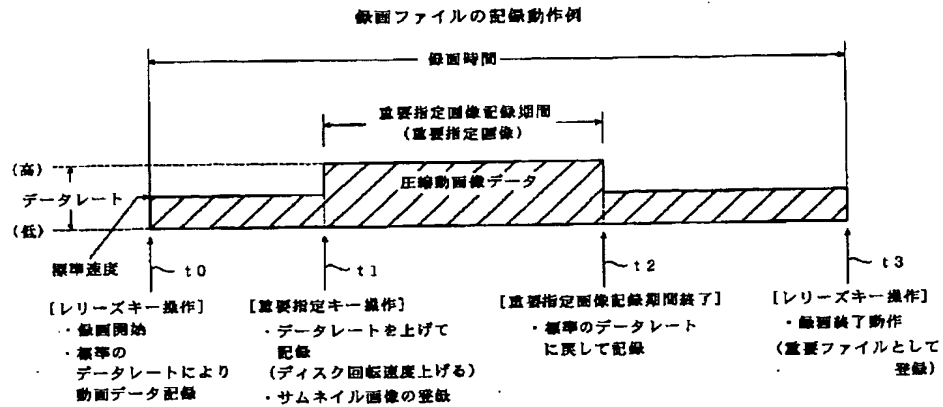 録画ファイルの記録動作例
録画時間
重要指定画像記録期間
(重要指定画像)
(高)
圧縮動画像データ
データレート
(低)
標準速度
t0
t1
t2
t3
[レリーズキー操作]
・録画開始
・標準の
データレートにより
動画データ記録
[重要指定キー操作]
・データレートを上げて
記録
(ディスク回転速度上げる)
・サムネイル画像の登録
[重要指定画像記録期間終了]
・標準のデータレート
に戻して記録
[レリーズキー操作]
・録画終了動作
(重要ファイルとして
登録)